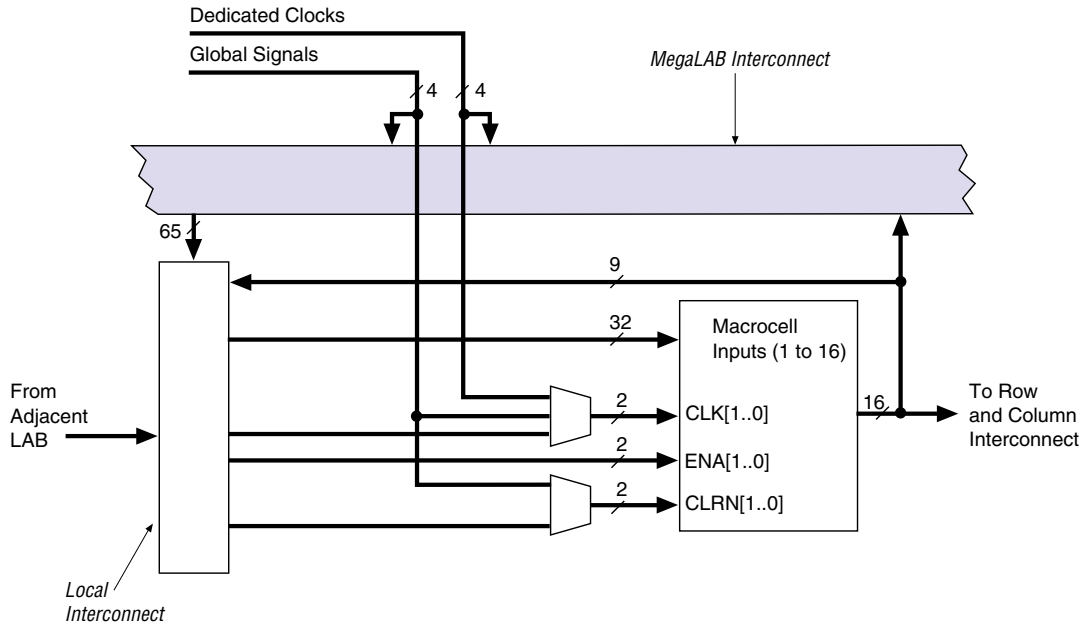 Dedicated Clocks
Global Signals
MegaLAB Interconnect
4
4
65
9
32
Macrocell
Inputs (1 to 16)
From
Adjacent
LAB
2
CLK[1..0]
16
To Row
and Column
Interconnect
2
ENA[1..0]
2
CLRN[1..0]
Local
Interconnect